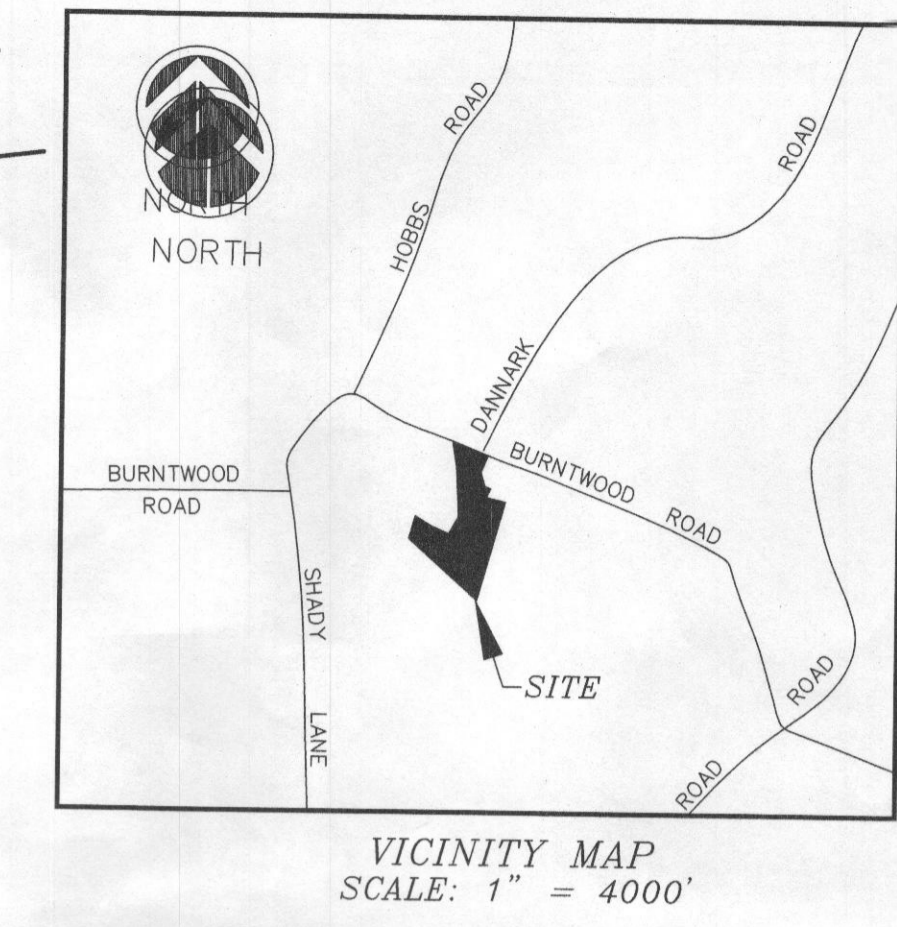 NORTH
NORTH
HOBBS ROAD
DANNARK ROAD
BURNTWOOD ROAD
BURNTWOOD
ROAD
SHADY LANE
ROAD
ROAD
SITE
VICINITY MAP
SCALE: 1" = 4000'